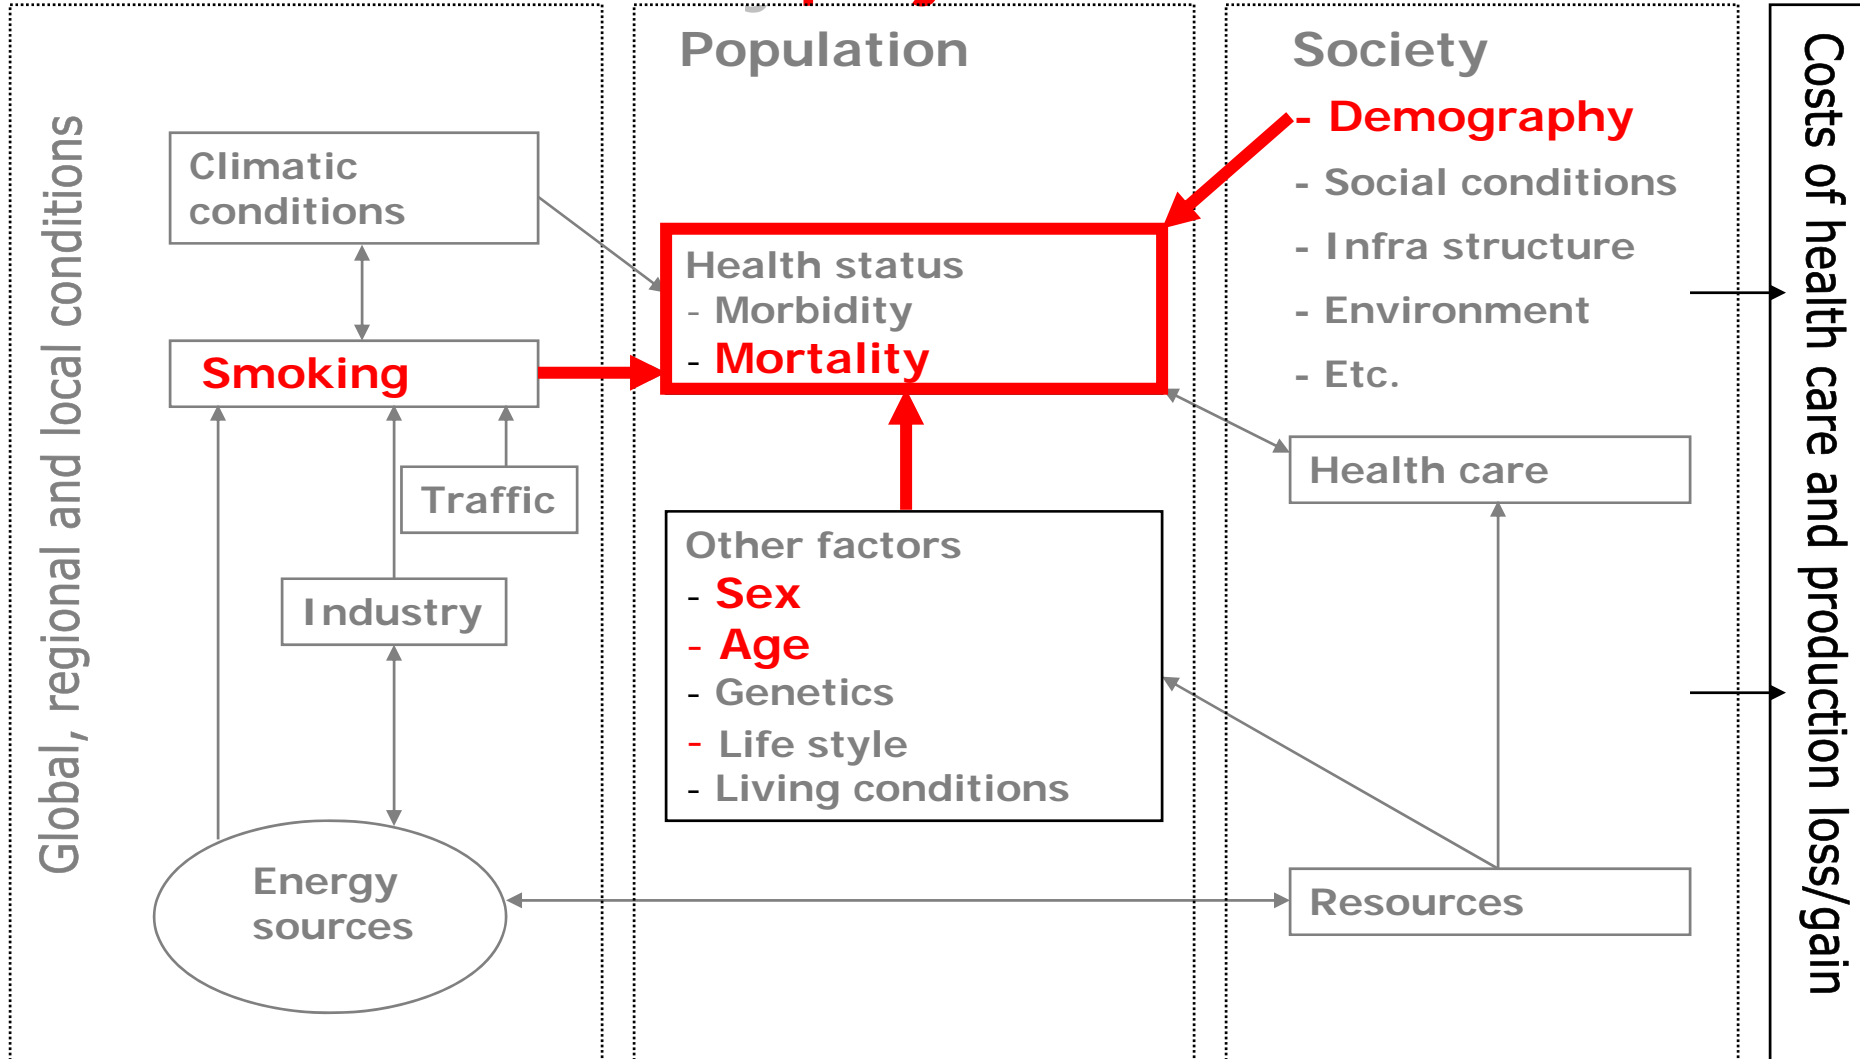 Global, regional and local conditions
Climatic
conditions
Smoking
Traffic
Industry
Energy
sources
Population
Health status
- Morbidity
- Mortality
Other factors
- Sex
- Age
- Genetics
- Life style
- Living conditions
Society
- Demography
- Social conditions
- Infra structure
- Environment
- Etc.
Health care
Resources
Costs of health care and production loss/gain